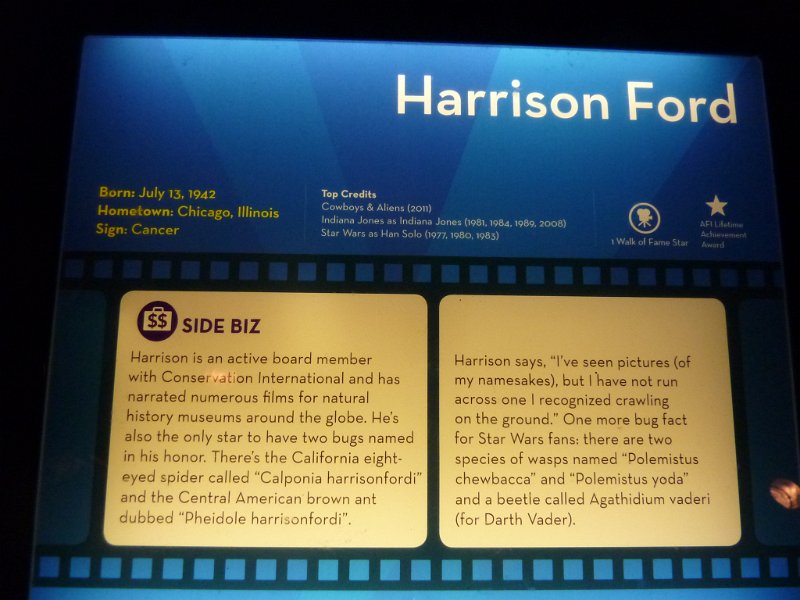 Harrison Ford
Born: July 13, 1942
Hometown: Chicago, Illinois
Sign: Cancer
Top Credits
Cowboys & Aliens (2011)
Indiana Jones as Indiana Jones (1981, 1984, 1989, 2008)
Star Wars as Han Solo (1977, 1980, 1983)
1 Walk of Fame Star
AFI Lifetime
Achievement
Award
$$ SIDE BIZ
Harrison is an active board member
with Conservation International and has
narrated numerous films for natural
history museums around the globe. He's
also the only star to have two bugs named
in his honor. There's the California eight-
eyed spider called "Calponia harrisonfordi"
and the Central American brown ant
dubbed "Pheidole harrisonfordi".
Harrison says, "I've seen pictures (of
my namesakes), but I have not run
across one I recognized crawling
on the ground." One more bug fact
for Star Wars fans: there are two
species of wasps named "Polemistus
chewbacca" and "Polemistus yoda"
and a beetle called Agathidium vaderi
(for Darth Vader).